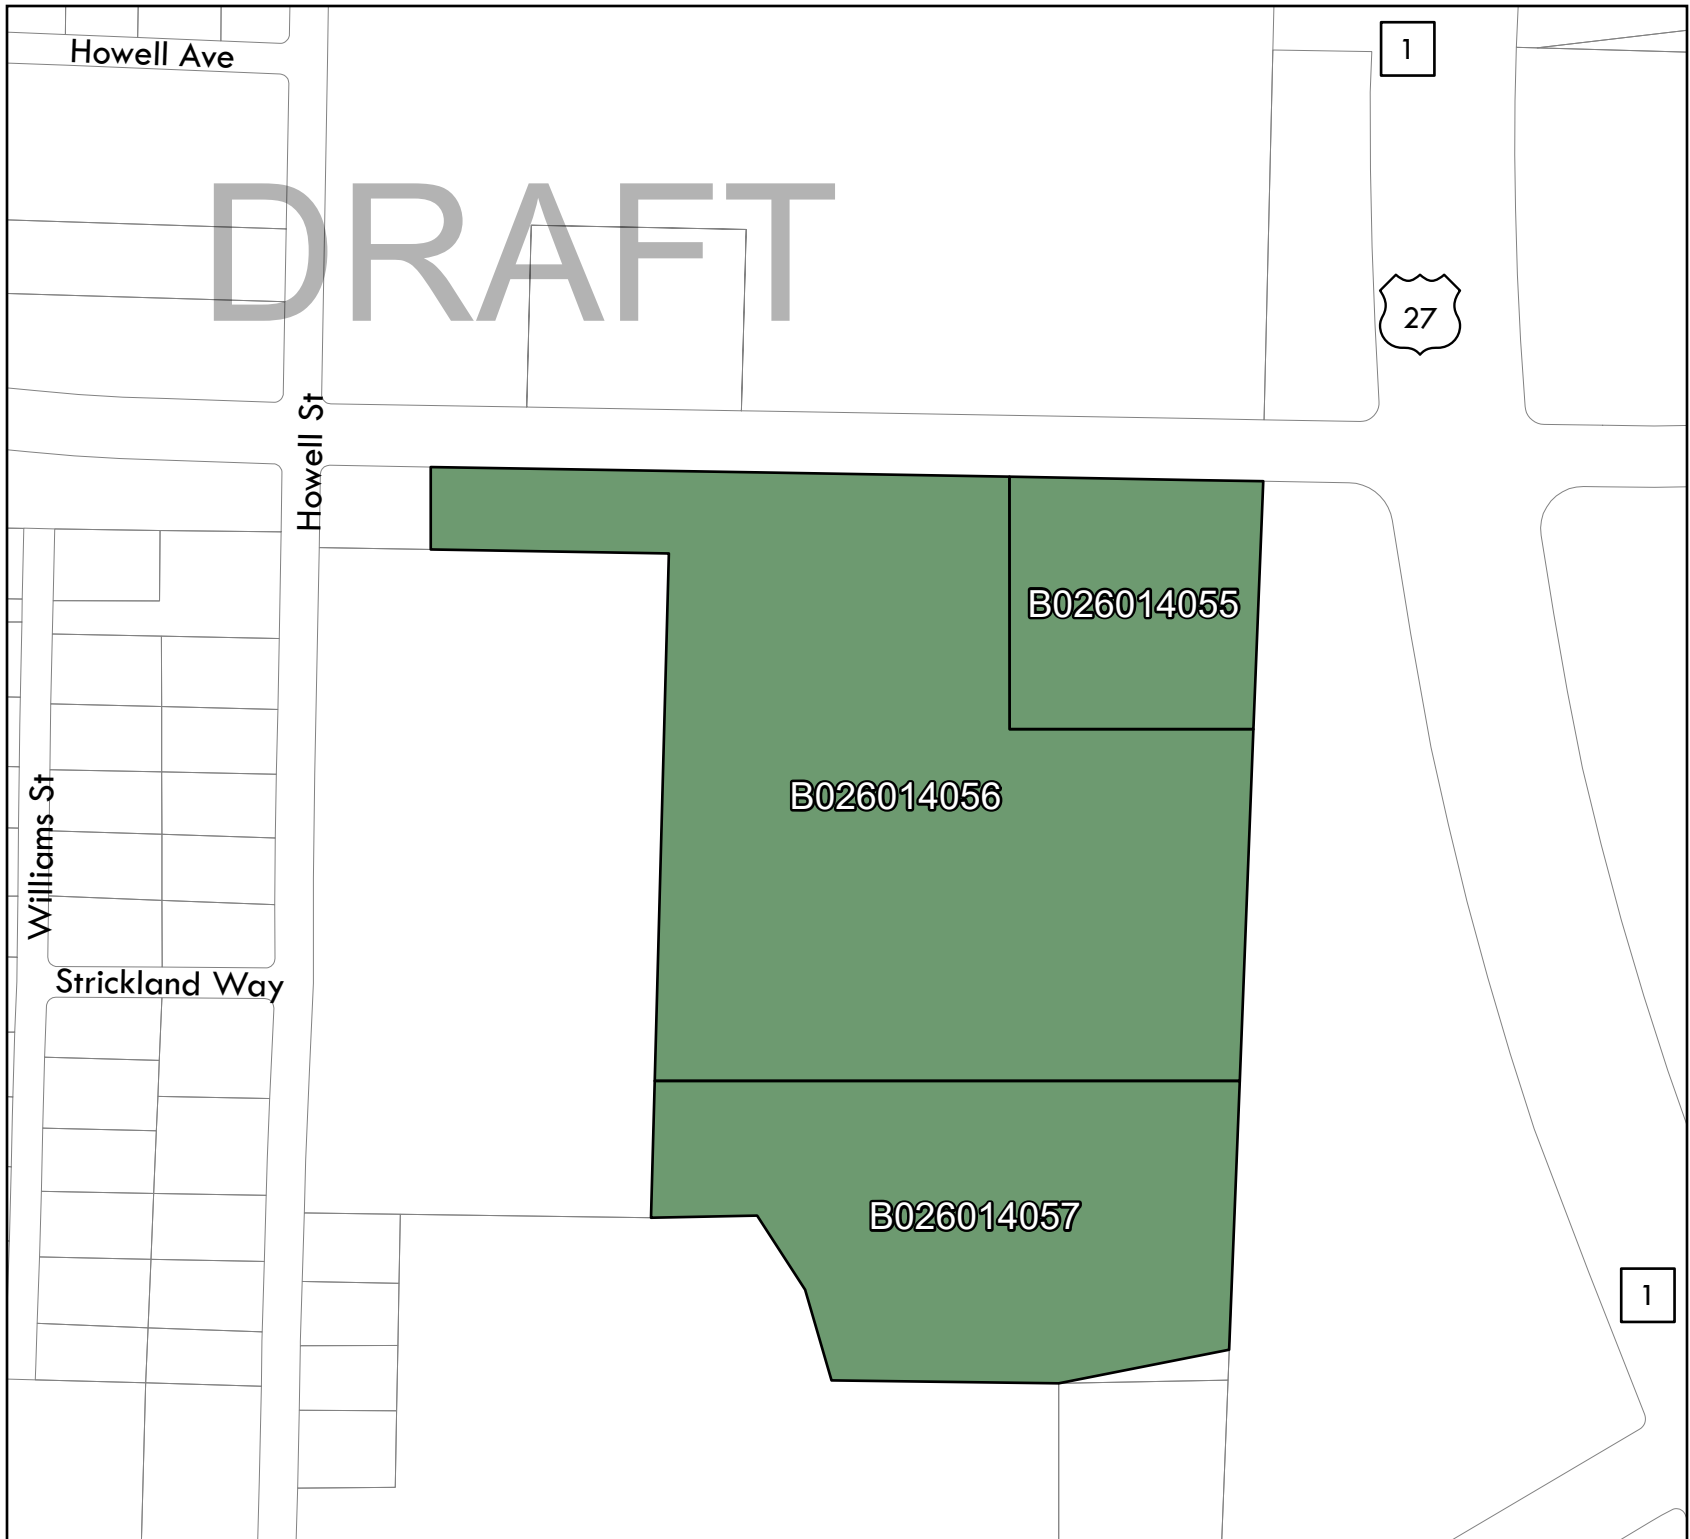 Howell Ave
1
DRAFT
27
Howell St
B026014055
B026014056
Williams St
Strickland Way
B026014057
1